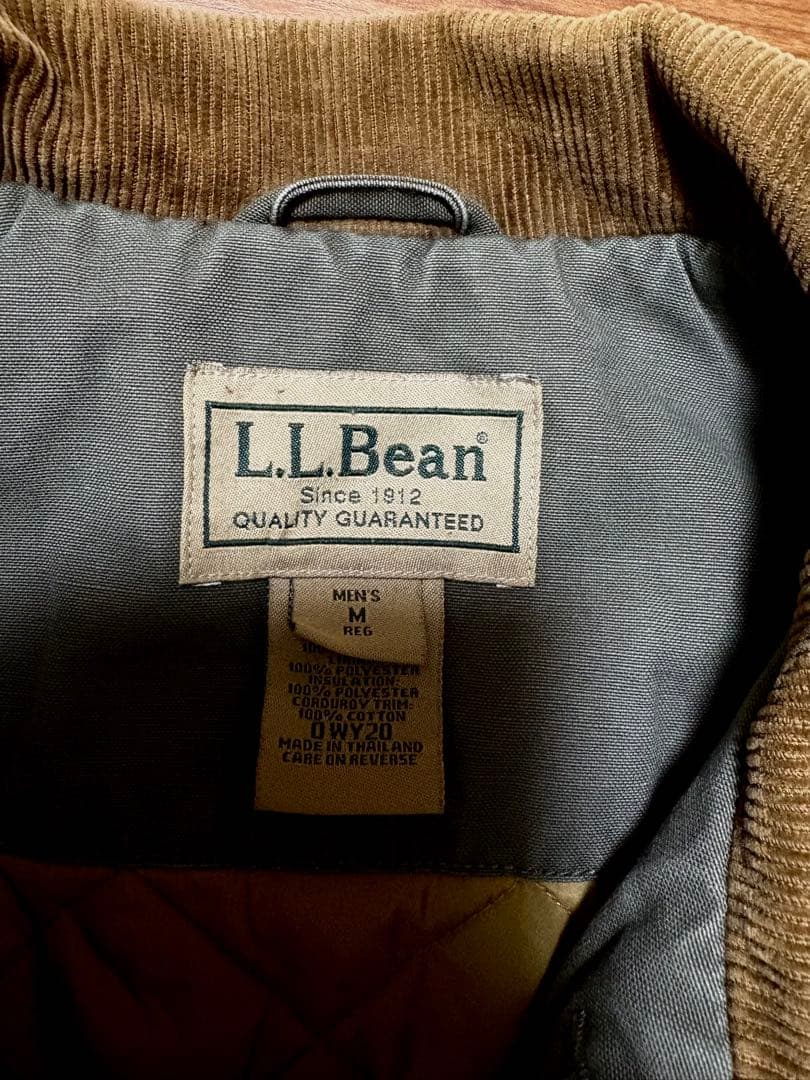 L.L.Bean®
Since 1912
QUALITY GUARANTEED
MEN'S
M
REG
100% POLYESTER
INSULATION:
100% POLYESTER
CORDUROY TRIM:
100% COTTON
0WY20
MADE IN THAILAND
CARE ON REVERSE